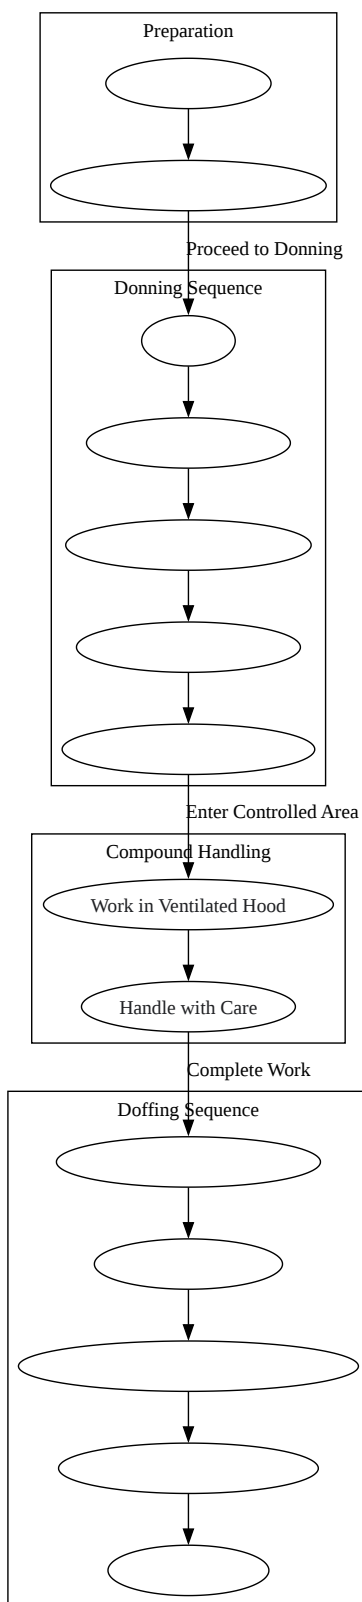 Preparation
Proceed to Donning
Donning Sequence
Enter Controlled Area
Compound Handling
Work in Ventilated Hood
Handle with Care
Complete Work
Doffing Sequence